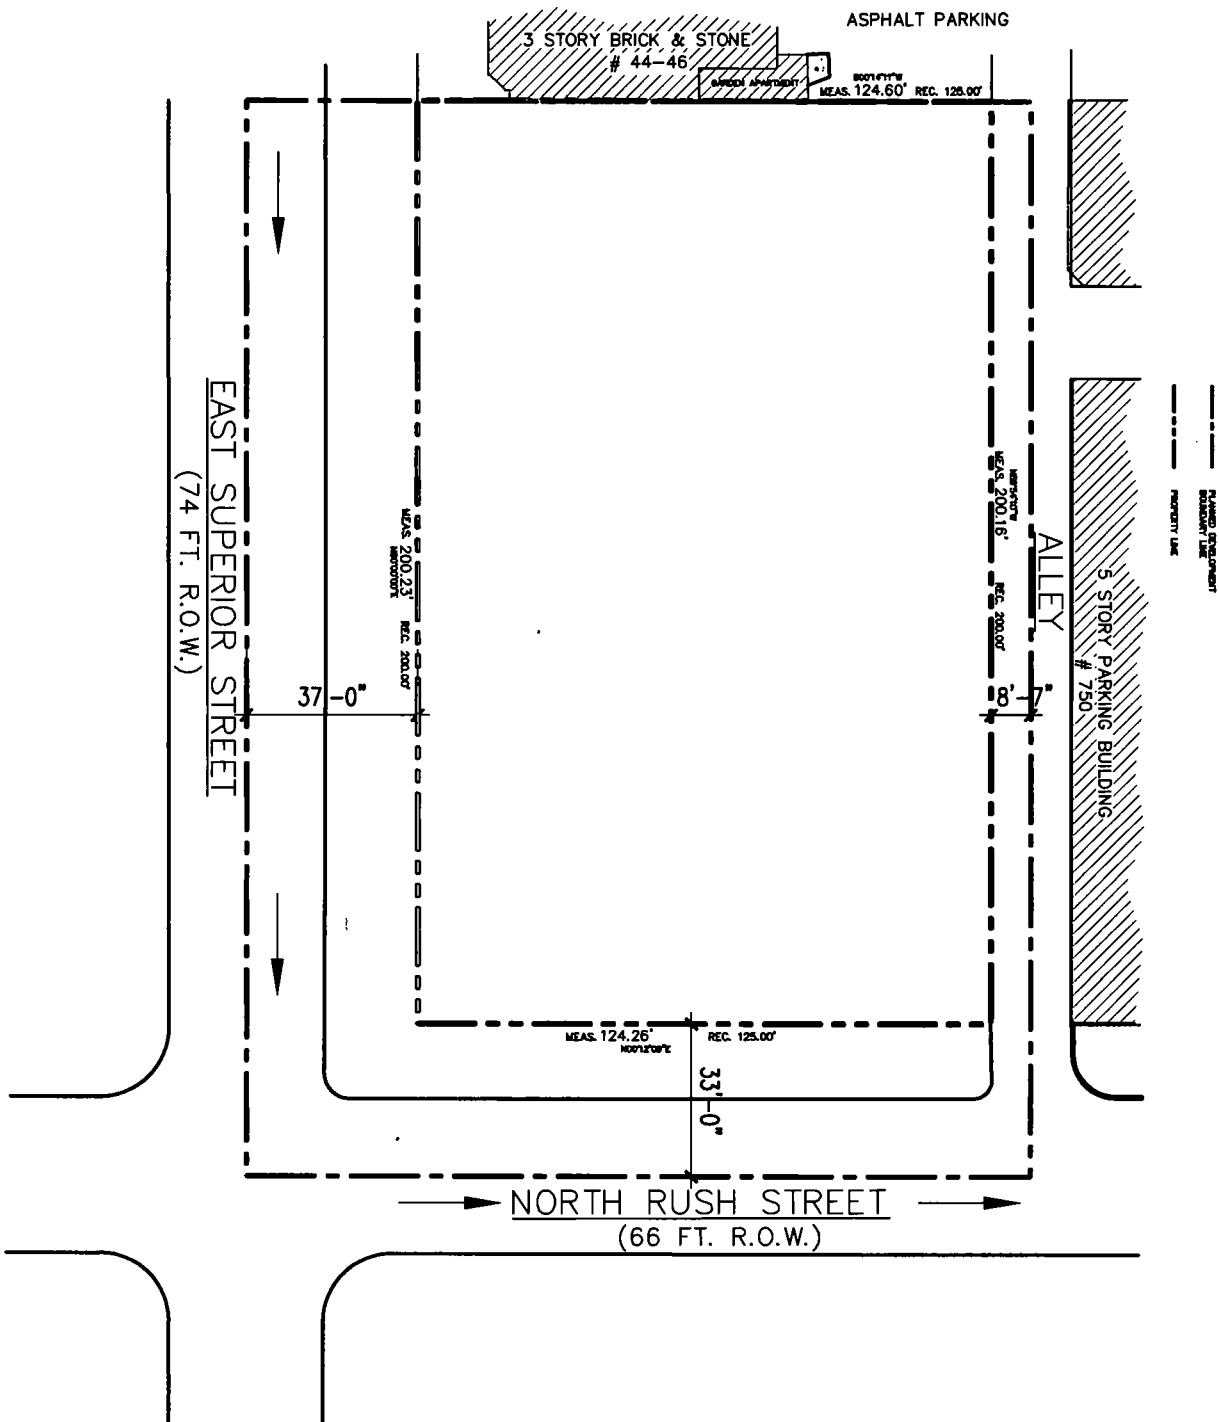 ASPHALT PARKING
3 STORY BRICK & STONE
# 44-46
GARDEN APARTMENT
MEAS. 124.60' REC. 125.00'
PLANNED DEVELOPMENT
BOUNDARY LINE
PROPERTY LINE
EAST SUPERIOR STREET
(74 FT. R.O.W.)
MEAS. 200.23' REC. 200.00'
MEAS. 200.16' REC. 200.00'
ALLEY
5 STORY PARKING BUILDING
# 750
37'-0"
8'-7"
MEAS. 124.26' REC. 125.00'
33'-0"
NORTH RUSH STREET
(66 FT. R.O.W.)